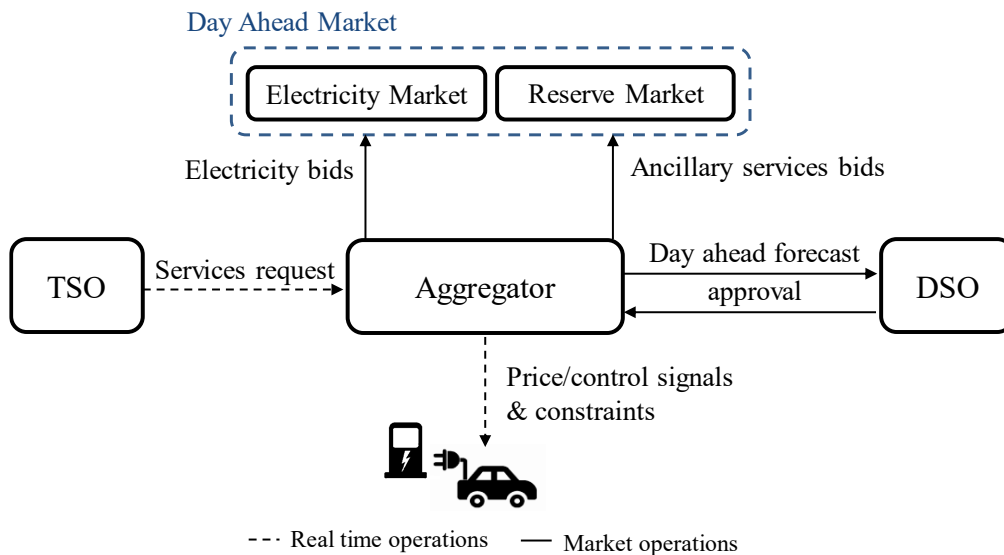 Day Ahead Market
Electricity Market
Reserve Market
Electricity bids
Ancillary services bids
TSO
Services request
Aggregator
Day ahead forecast
approval
DSO
Price/control signals
& constraints
Real time operations
Market operations